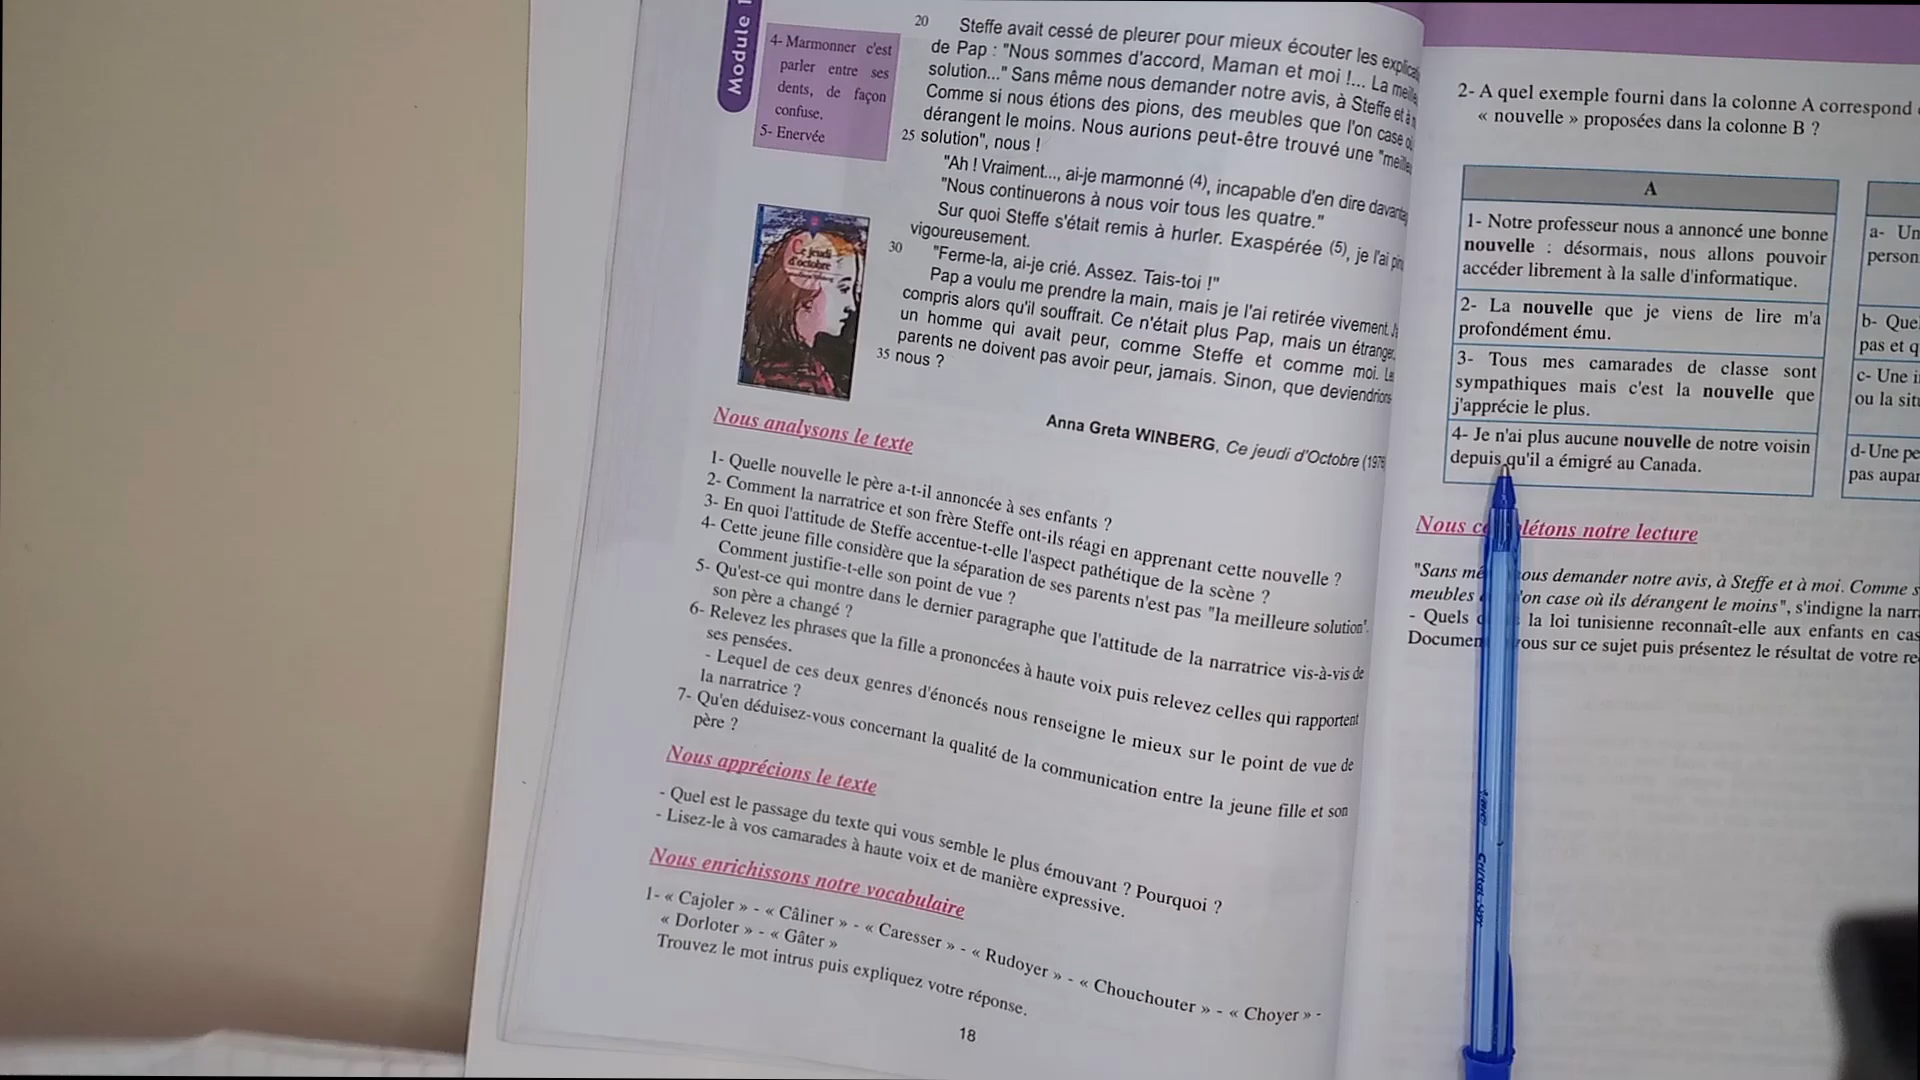 Module 1
4- Marmonner c'est
parler entre ses
dents, de façon
confuse.
5- Enervée
20 Steffe avait cessé de pleurer pour mieux écouter les
de Pap : "Nous sommes d'accord, Maman et moi !... La
solution..." Sans même nous demander notre avis, à Steffe et à
Comme si nous étions des pions, des meubles que l'on case
dérangent le moins. Nous aurions peut-être trouvé une
25 solution", nous !
"Ah ! Vraiment..., ai-je marmonné (4), incapable d'en dire
"Nous continuerons à nous voir tous les quatre."
Sur quoi Steffe s'était remis à hurler. Exaspérée (5), je l'ai
vigoureusement.
30 "Ferme-la, ai-je crié. Assez. Tais-toi !"
Pap a voulu me prendre la main, mais je l'ai retirée vivement.
compris alors qu'il souffrait. Ce n'était plus Pap, mais un
un homme qui avait peur, comme Steffe et comme moi.
parents ne doivent pas avoir peur, jamais. Sinon, que
35 nous ?
Anna Greta WINBERG, Ce jeudi d'Octobre
Ce jeudi
d'octobre
Nous analysons le texte
1- Quelle nouvelle le père a-t-il annoncée à ses enfants ?
2- Comment la narratrice et son frère Steffe ont-ils réagi en apprenant cette nouvelle ?
3- En quoi l'attitude de Steffe accentue-t-elle l'aspect pathétique de la scène ?
4- Cette jeune fille considère que la séparation de ses parents n'est pas "la meilleure solution".
Comment justifie-t-elle son point de vue ?
5- Qu'est-ce qui montre dans le dernier paragraphe que l'attitude de la narratrice vis-à-vis de
son père a changé ?
6- Relevez les phrases que la fille a prononcées à haute voix puis relevez celles qui rapportent
ses pensées.
- Lequel de ces deux genres d'énoncés nous renseigne le mieux sur le point de vue de
la narratrice ?
7- Qu'en déduisez-vous concernant la qualité de la communication entre la jeune fille et son
père ?
Nous apprécions le texte
- Quel est le passage du texte qui vous semble le plus émouvant ? Pourquoi ?
- Lisez-le à vos camarades à haute voix et de manière expressive.
Nous enrichissons notre vocabulaire
1- « Cajoler » - « Câliner » - « Caresser » - « Rudoyer » - « Chouchouter » - « Choyer » -
« Dorloter » - « Gâter »
Trouvez le mot intrus puis expliquez votre réponse.
18
2- A quel exemple fourni dans la colonne A correspond
« nouvelle » proposées dans la colonne B ?
A
1- Notre professeur nous a annoncé une bonne
nouvelle : désormais, nous allons pouvoir
accéder librement à la salle d'informatique.
2- La nouvelle que je viens de lire m'a
profondément ému.
3- Tous mes camarades de classe sont
sympathiques mais c'est la nouvelle que
j'apprécie le plus.
4- Je n'ai plus aucune nouvelle de notre voisin
depuis qu'il a émigré au Canada.
a- Un
person
b- Que
pas et q
c- Une i
ou la situ
d- Une pe
pas aupar
Nous notre lecture
"Sans demander notre avis, à Steffe et à moi. Comme
meubles case où ils dérangent le moins", s'indigne la
- Quels la loi tunisienne reconnaît-elle aux enfants en
sur ce sujet puis présentez le résultat de votre